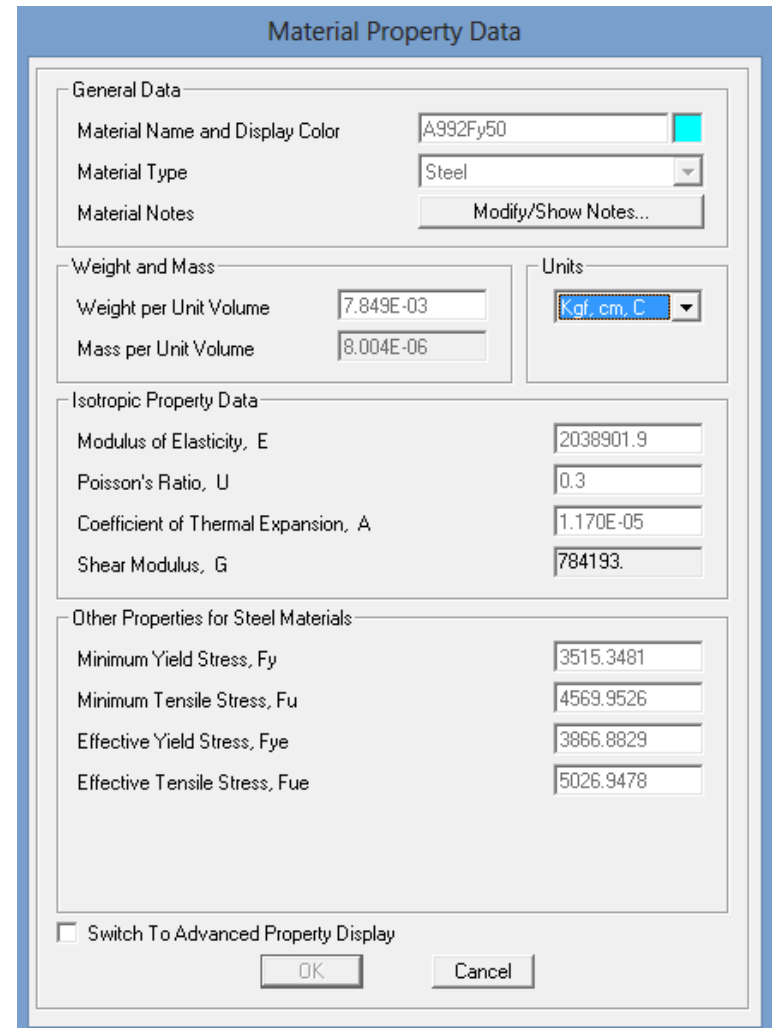 Material Property Data
General Data
Material Name and Display Color A992Fy50
Material Type Steel
Material Notes Modify/Show Notes...
Weight and Mass
Weight per Unit Volume 7.849E-03
Mass per Unit Volume 8.004E-06
Units
Kgf, cm, C
Isotropic Property Data
Modulus of Elasticity, E 2038901.9
Poisson's Ratio, U 0.3
Coefficient of Thermal Expansion, A 1.170E-05
Shear Modulus, G 784193.
Other Properties for Steel Materials
Minimum Yield Stress, Fy 3515.3481
Minimum Tensile Stress, Fu 4569.9526
Effective Yield Stress, Fye 3866.8829
Effective Tensile Stress, Fue 5026.9478
Switch To Advanced Property Display
OK Cancel